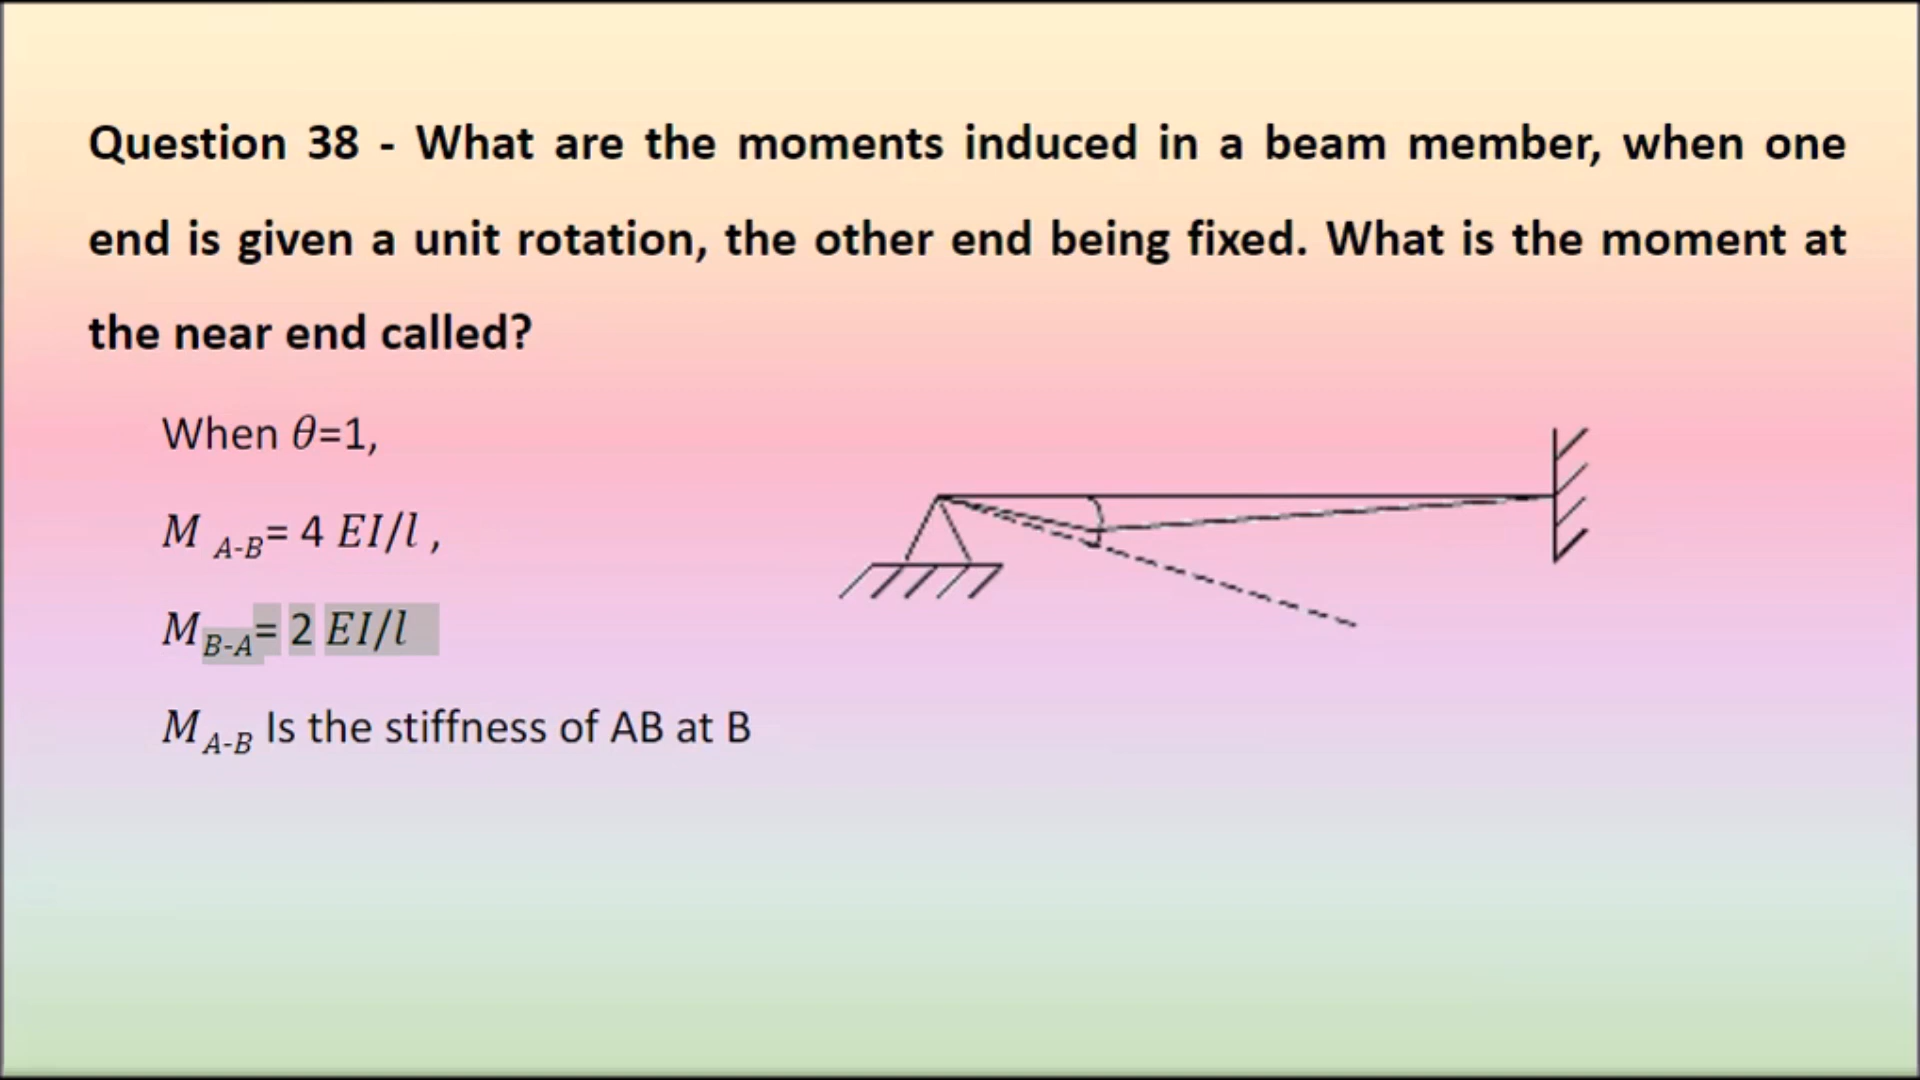 Question 38 - What are the moments induced in a beam member, when one
end is given a unit rotation, the other end being fixed. What is the moment at
the near end called?
When θ=1,
M A-B= 4 EI/l ,
M B-A= 2 EI/l
M A-B Is the stiffness of AB at B